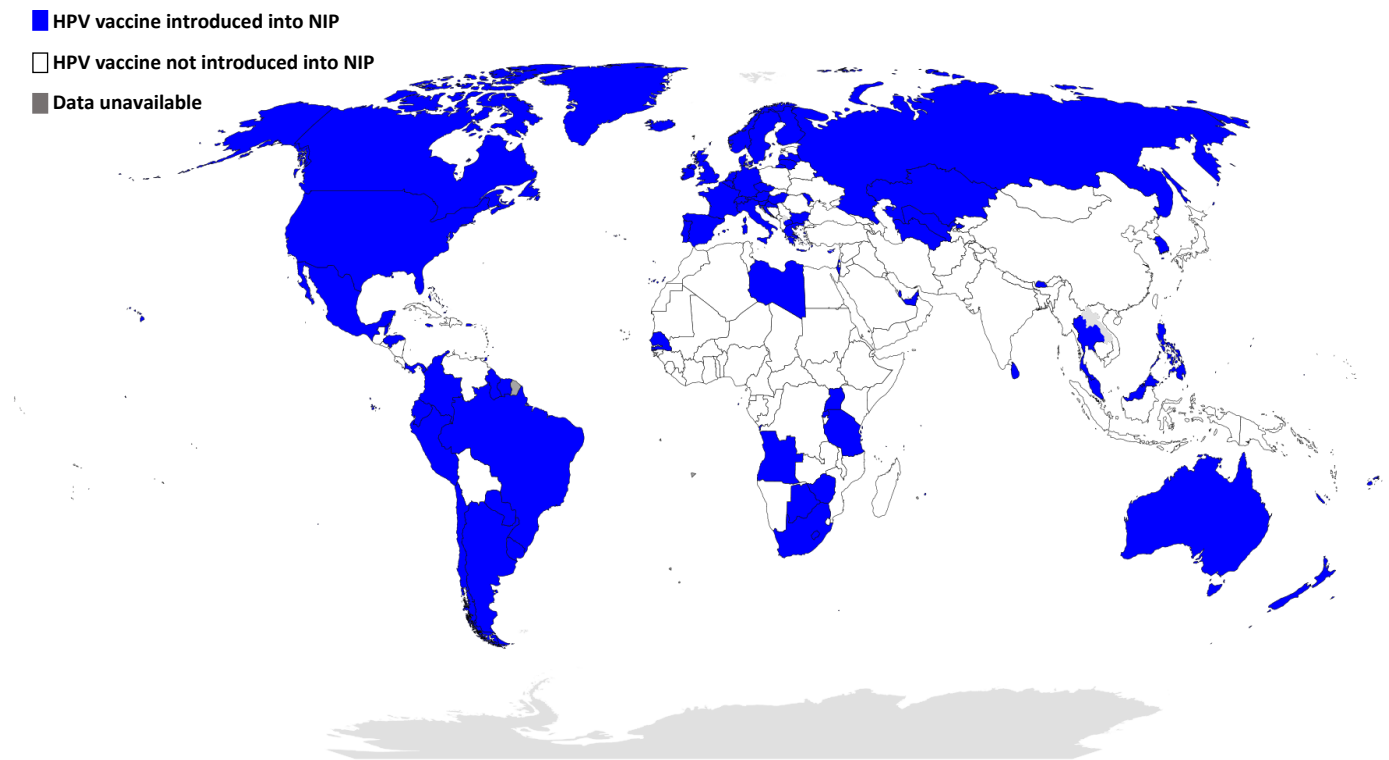 HPV vaccine introduced into NIP
HPV vaccine not introduced into NIP
Data unavailable